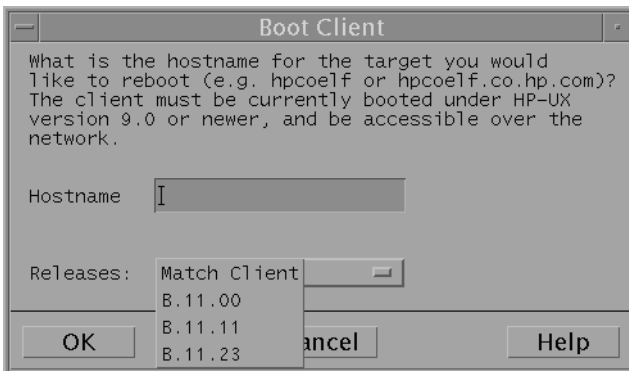 Boot Client
What is the hostname for the target you would
like to reboot (e.g. hpcoelf or hpcoelf.co.hp.com)?
The client must be currently booted under HP-UX
version 9.0 or newer, and be accessible over the
network.
Hostname
Releases: Match Client
B.11.00
B.11.11
B.11.23
OK ancel Help